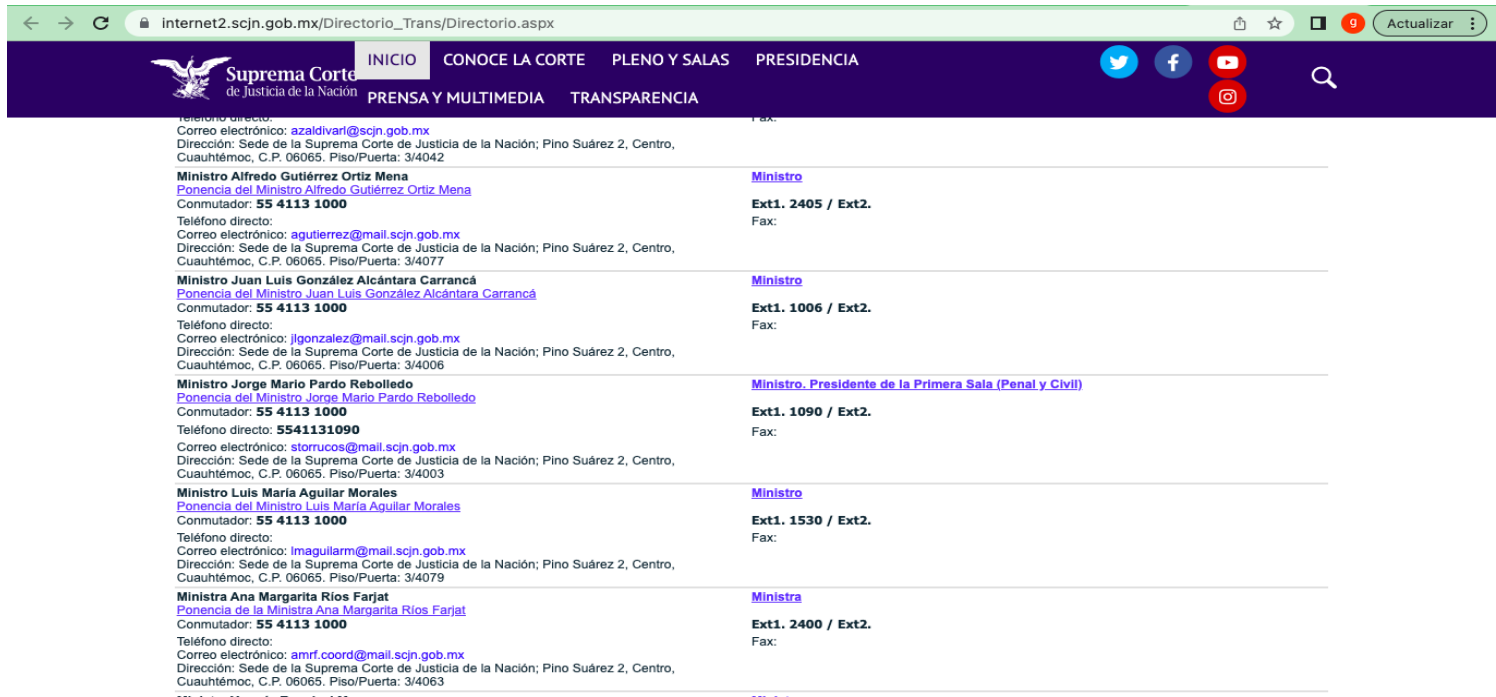 internet2.scjn.gob.mx/Directorio_Trans/Directorio.aspx
g
Actualizar
Suprema Corte
de Justicia de la Nación
INICIO CONOCE LA CORTE PLENO Y SALAS PRESIDENCIA
PRENSA Y MULTIMEDIA TRANSPARENCIA
Teléfono directo: Fax:
Correo electrónico: azaldivarl@scjn.gob.mx
Dirección: Sede de la Suprema Corte de Justicia de la Nación; Pino Suárez 2, Centro,
Cuauhtémoc, C.P. 06065. Piso/Puerta: 3/4042
Ministro Alfredo Gutiérrez Ortiz Mena Ministro
Ponencia del Ministro Alfredo Gutiérrez Ortiz Mena
Conmutador: 55 4113 1000 Ext1. 2405 / Ext2.
Teléfono directo: Fax:
Correo electrónico: agutierrez@mail.scjn.gob.mx
Dirección: Sede de la Suprema Corte de Justicia de la Nación; Pino Suárez 2, Centro,
Cuauhtémoc, C.P. 06065. Piso/Puerta: 3/4077
Ministro Juan Luis González Alcántara Carrancá Ministro
Ponencia del Ministro Juan Luis González Alcántara Carrancá
Conmutador: 55 4113 1000 Ext1. 1006 / Ext2.
Teléfono directo: Fax:
Correo electrónico: jlgonzalez@mail.scjn.gob.mx
Dirección: Sede de la Suprema Corte de Justicia de la Nación; Pino Suárez 2, Centro,
Cuauhtémoc, C.P. 06065. Piso/Puerta: 3/4006
Ministro Jorge Mario Pardo Rebolledo Ministro. Presidente de la Primera Sala (Penal y Civil)
Ponencia del Ministro Jorge Mario Pardo Rebolledo
Conmutador: 55 4113 1000 Ext1. 1090 / Ext2.
Teléfono directo: 5541131090 Fax:
Correo electrónico: storrucos@mail.scjn.gob.mx
Dirección: Sede de la Suprema Corte de Justicia de la Nación; Pino Suárez 2, Centro,
Cuauhtémoc, C.P. 06065. Piso/Puerta: 3/4003
Ministro Luis María Aguilar Morales Ministro
Ponencia del Ministro Luis María Aguilar Morales
Conmutador: 55 4113 1000 Ext1. 1530 / Ext2.
Teléfono directo: Fax:
Correo electrónico: lmaguilarm@mail.scjn.gob.mx
Dirección: Sede de la Suprema Corte de Justicia de la Nación; Pino Suárez 2, Centro,
Cuauhtémoc, C.P. 06065. Piso/Puerta: 3/4079
Ministra Ana Margarita Ríos Farjat Ministra
Ponencia de la Ministra Ana Margarita Ríos Farjat
Conmutador: 55 4113 1000 Ext1. 2400 / Ext2.
Teléfono directo: Fax:
Correo electrónico: amrf.coord@mail.scjn.gob.mx
Dirección: Sede de la Suprema Corte de Justicia de la Nación; Pino Suárez 2, Centro,
Cuauhtémoc, C.P. 06065. Piso/Puerta: 3/4063